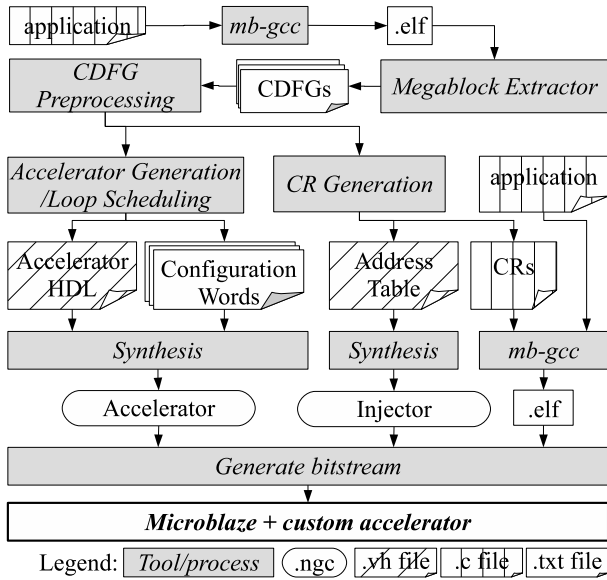 application
mb-gcc
.elf
CDFG
Preprocessing
CDFGs
Megablock Extractor
Accelerator Generation
/Loop Scheduling
CR Generation
application
Accelerator
HDL
Configuration
Words
Address
Table
CRs
Synthesis
Synthesis
mb-gcc
Accelerator
Injector
.elf
Generate bitstream
Microblaze + custom accelerator
Legend: Tool/process .ngc .vh file .c file .txt file